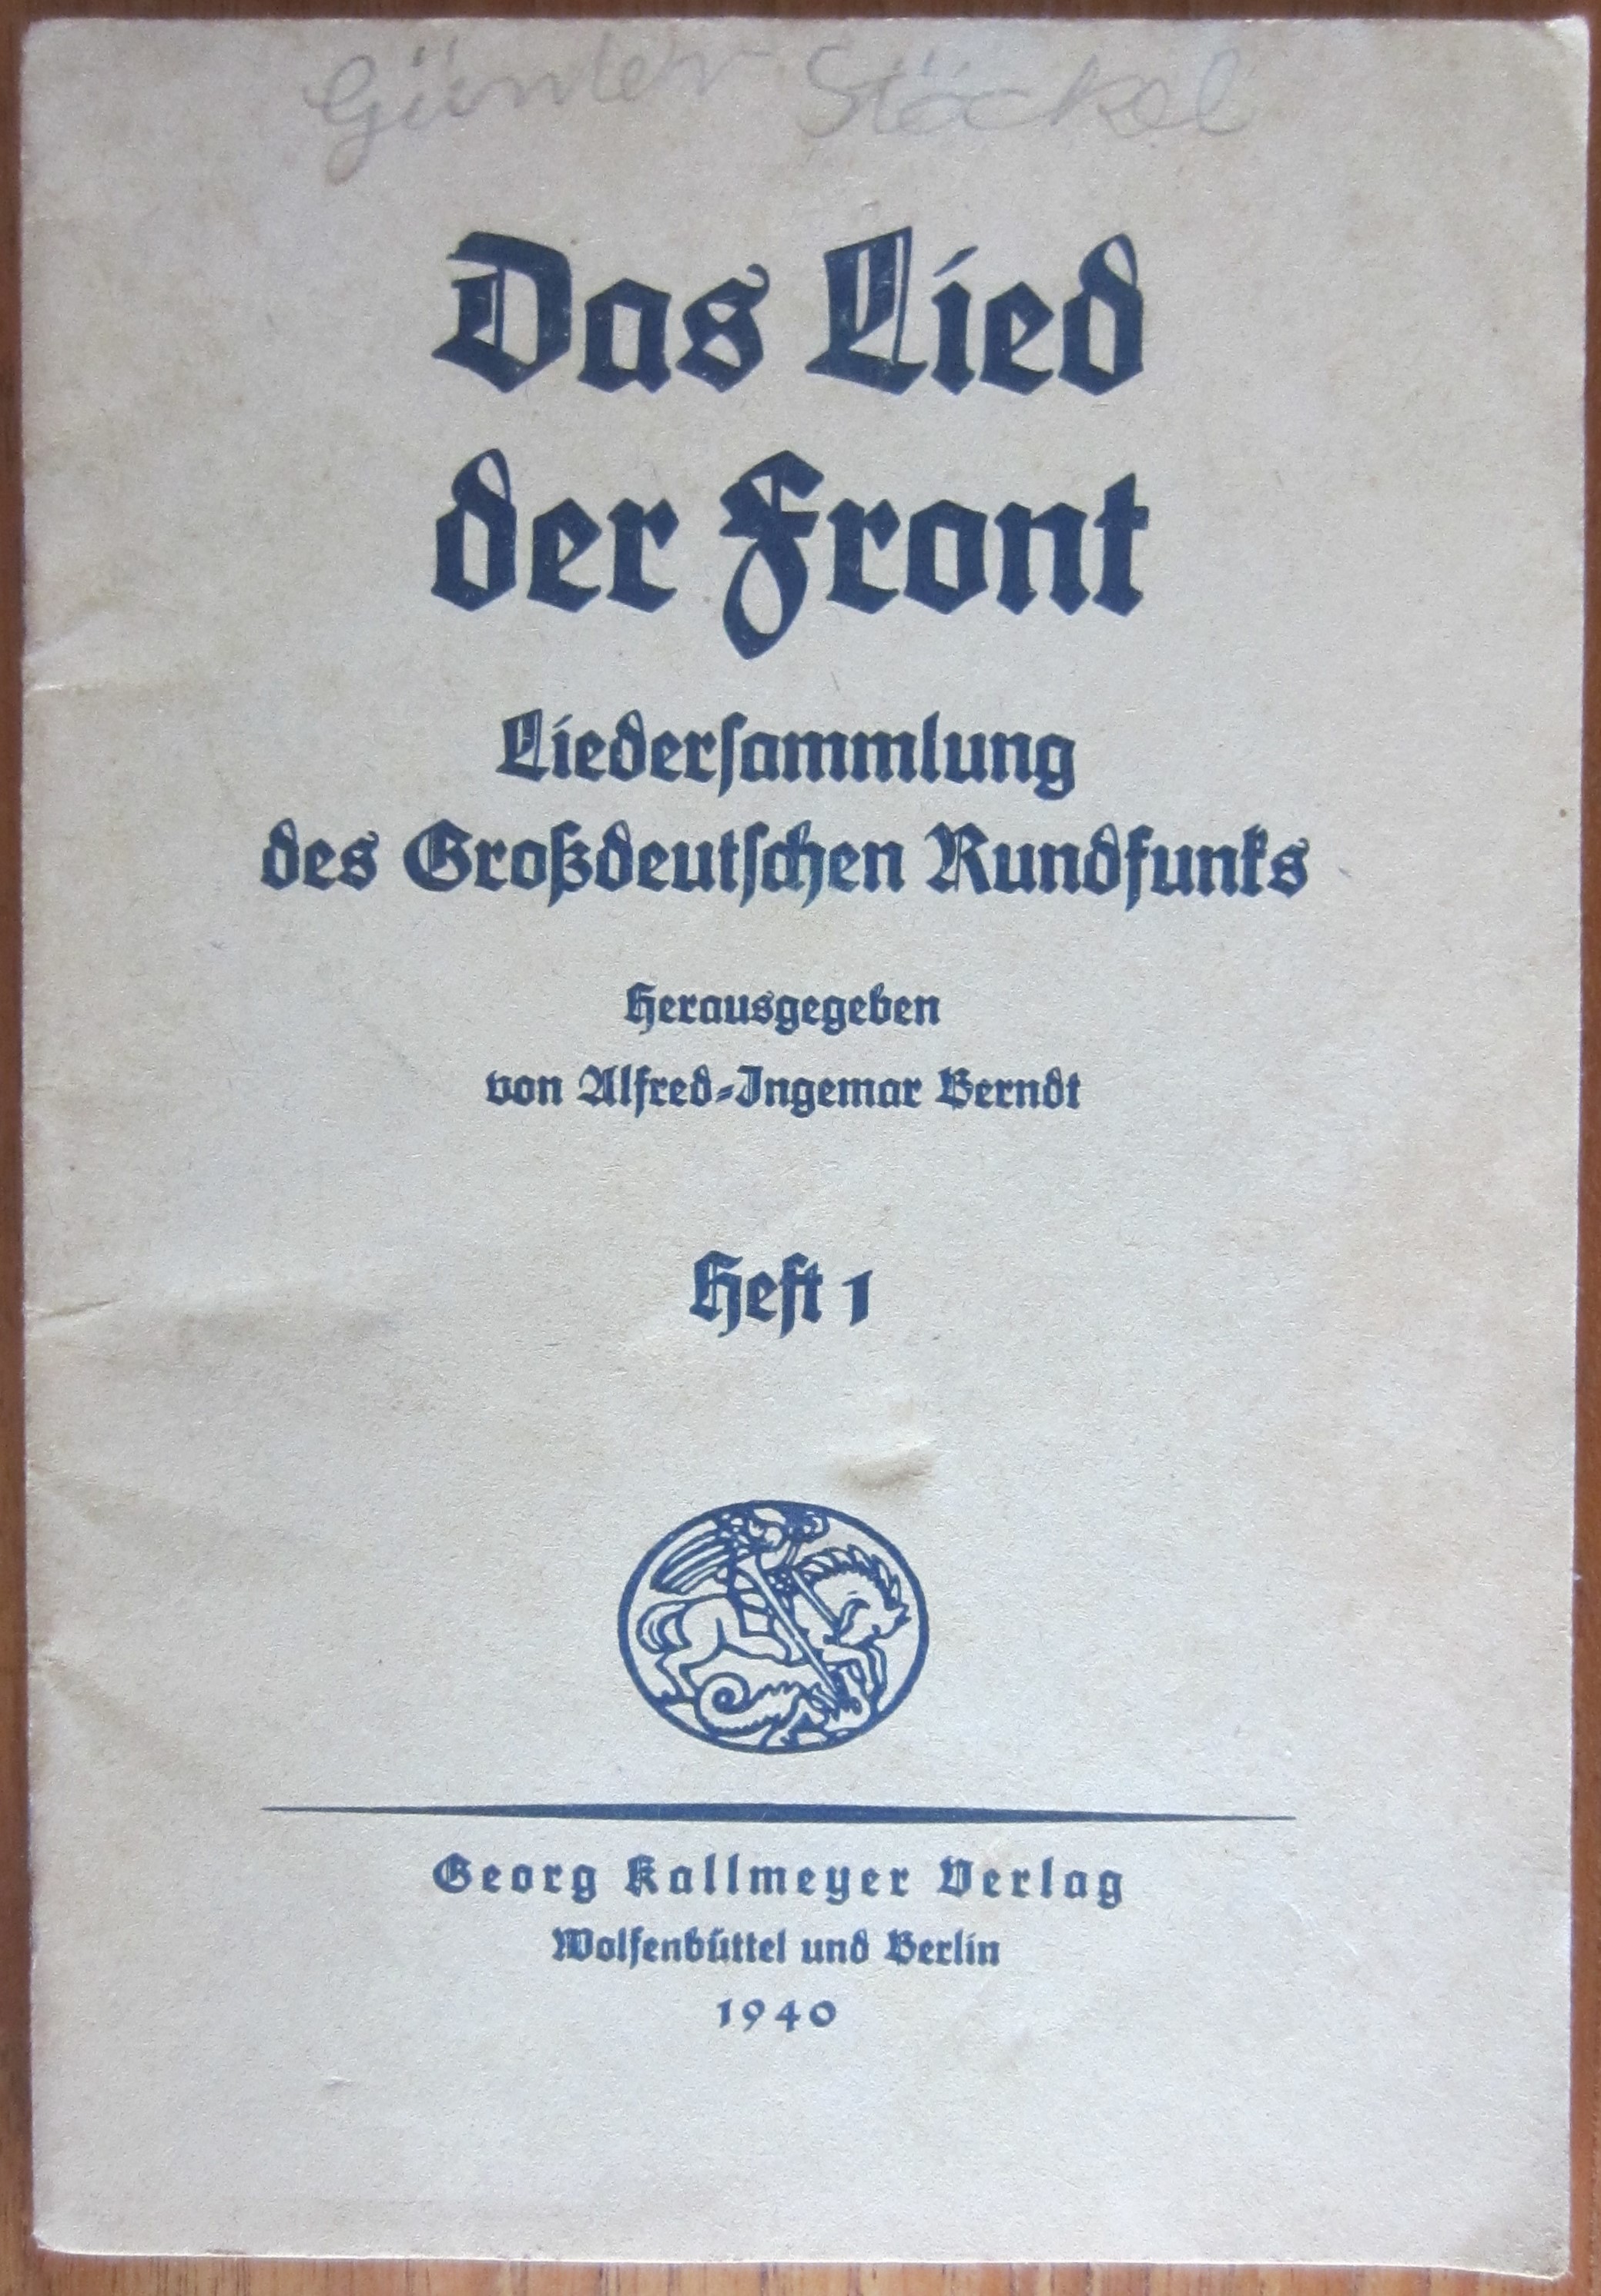 Günter Stöckel
Das Lied
der Front
Liederſammlung
des Großdeutſchen Rundfunks
Herausgegeben
von Alfred-Ingemar Berndt
Heft 1
Georg Kallmeyer Verlag
Wolfenbüttel und Berlin
1940